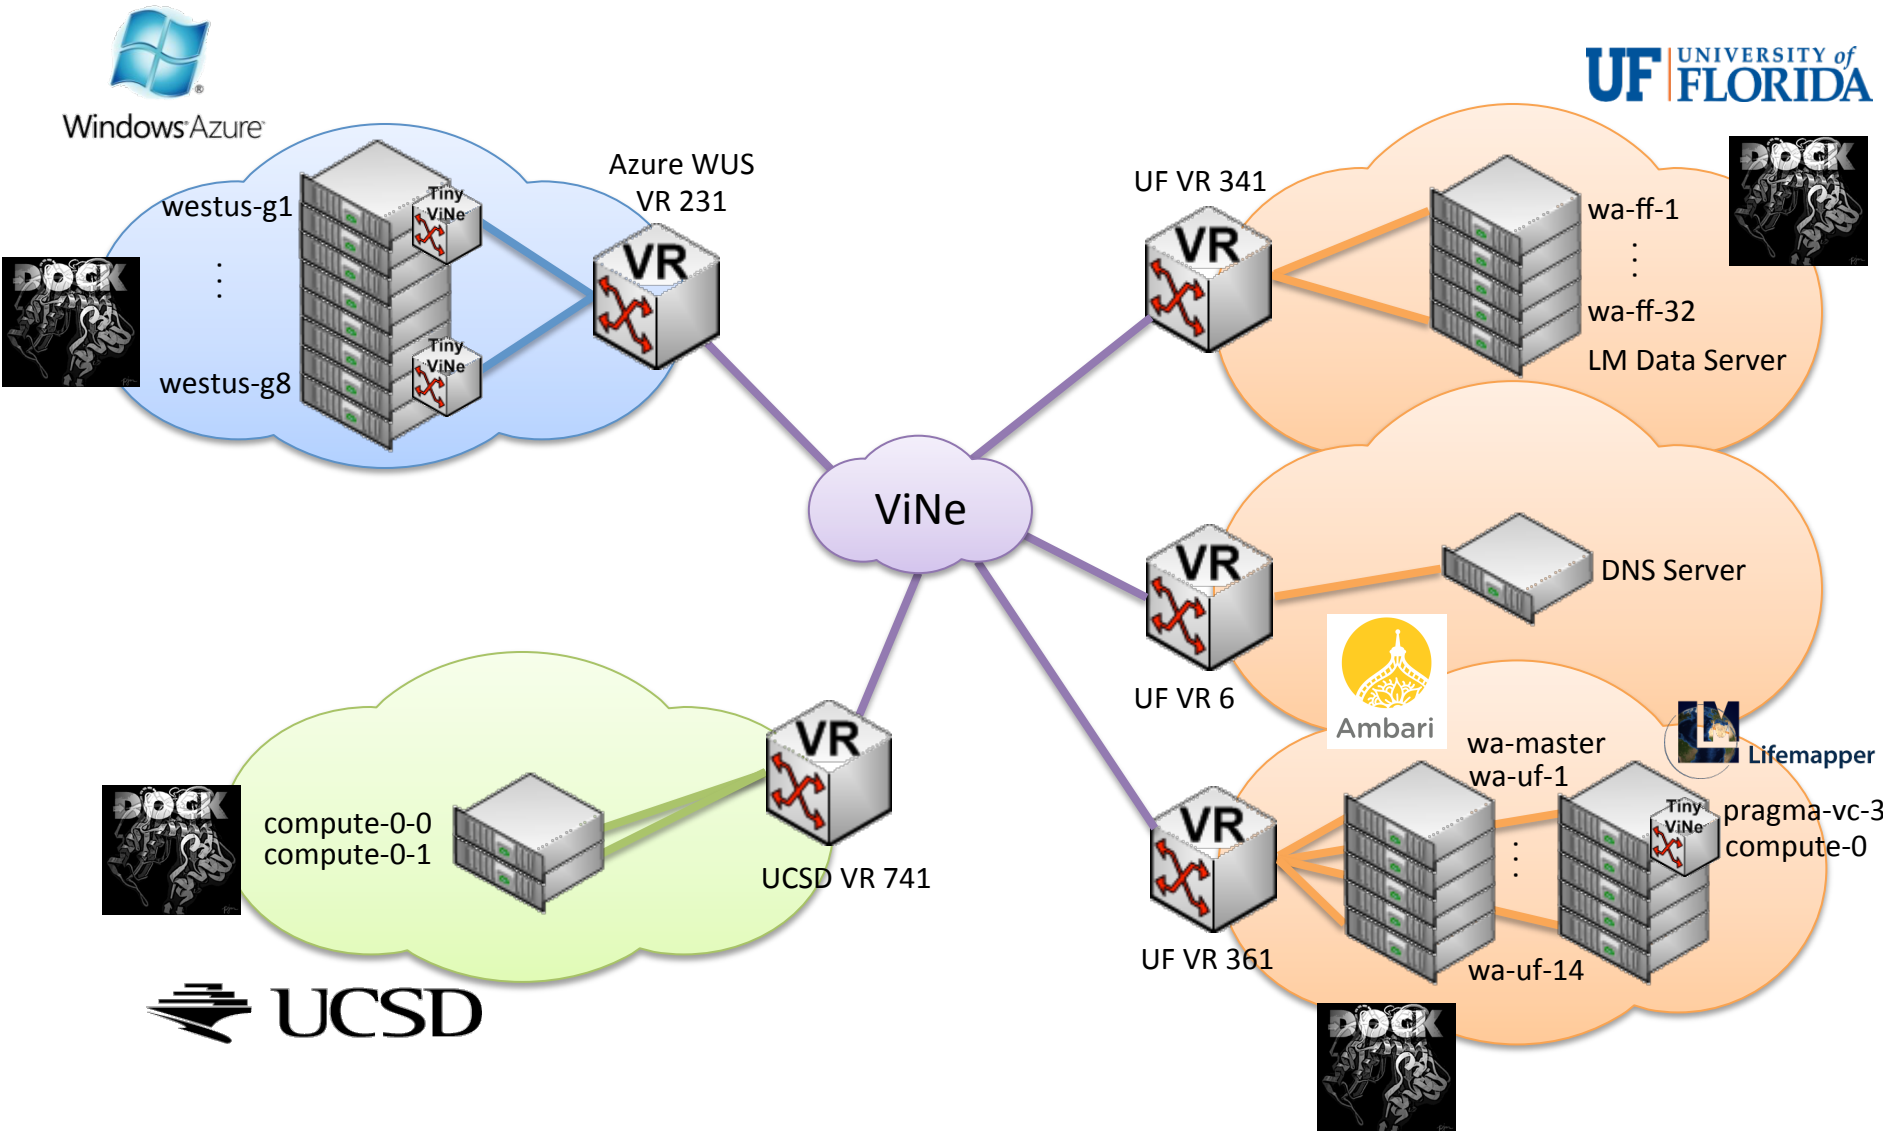 Windows Azure
westus-g1
westus-g8
Tiny
ViNe
Tiny
ViNe
DOCK
Azure WUS
VR 231
VR
UF VR 341
VR
UNIVERSITY of
UF FLORIDA
DOCK
wa-ff-1
wa-ff-32
LM Data Server
ViNe
VR
UF VR 6
DNS Server
Ambari
LM
Lifemapper
DOCK
compute-0-0
compute-0-1
VR
UCSD VR 741
UCSD
VR
UF VR 361
wa-master
wa-uf-1
wa-uf-14
Tiny
ViNe
pragma-vc-3
compute-0
DOCK